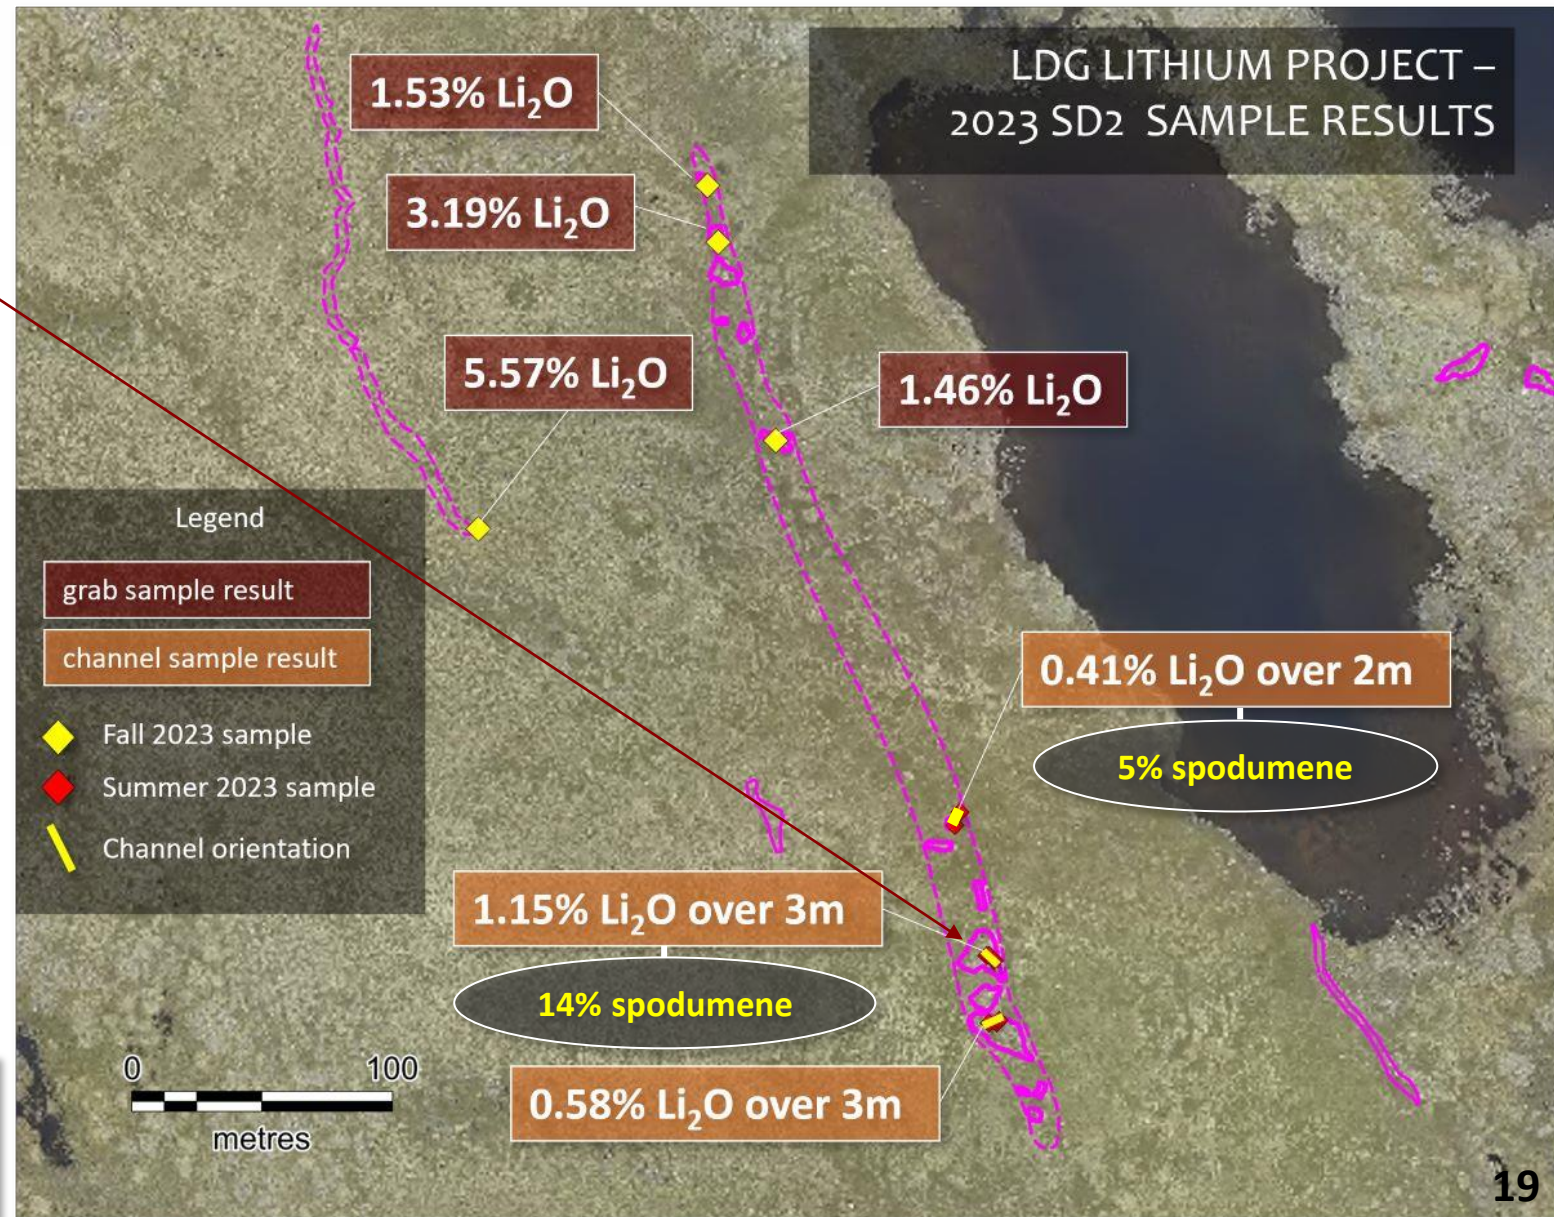 LDG LITHIUM PROJECT –
2023 SD2 SAMPLE RESULTS
1.53% Li₂O
3.19% Li₂O
5.57% Li₂O
1.46% Li₂O
Legend
grab sample result
channel sample result
Fall 2023 sample
Summer 2023 sample
Channel orientation
0.41% Li₂O over 2m
5% spodumene
1.15% Li₂O over 3m
14% spodumene
0.58% Li₂O over 3m
0 100
metres
19